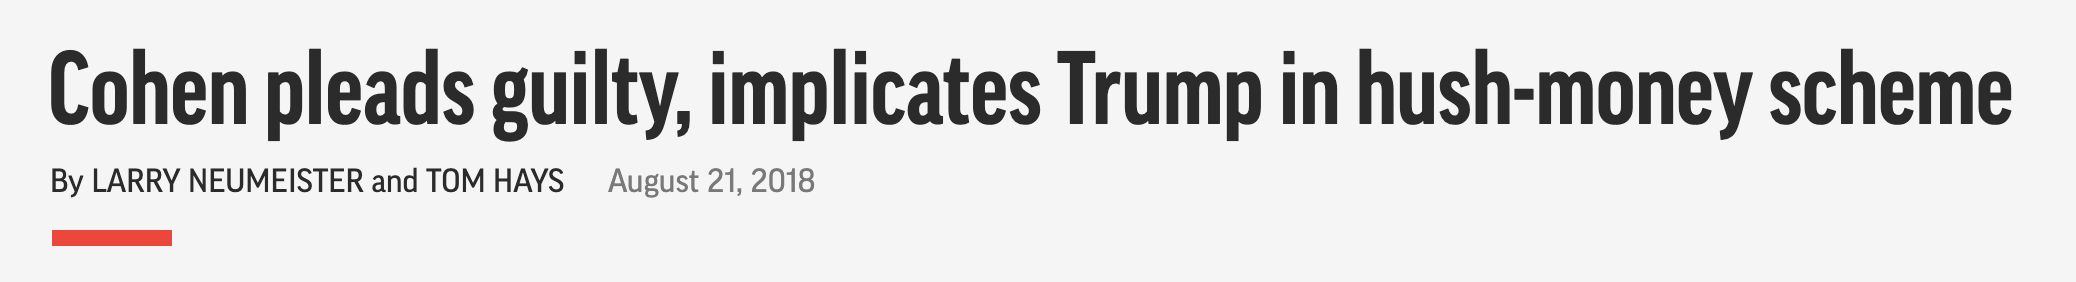 Cohen pleads guilty, implicates Trump in hush-money scheme
By LARRY NEUMEISTER and TOM HAYS August 21, 2018